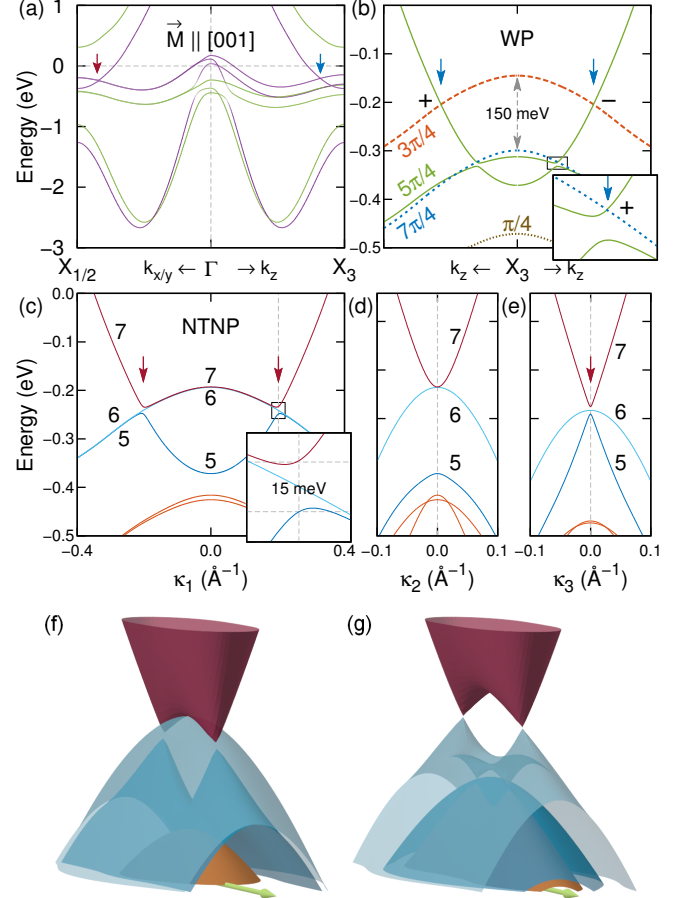 (a)
M⃗ || [001]
1
0
−1
−2
−3
Energy (eV)
X1/2
kx/y ← Γ → kz
X3
(b)
WP
−0.1
−0.2
−0.3
−0.4
−0.5
+
−
150 meV
3π/4
5π/4
7π/4
π/4
+
kz ← X3 → kz
(c)
NTNP
0.0
−0.1
−0.2
−0.3
−0.4
−0.5
Energy (eV)
7
7
6
6
5
5
15 meV
−0.4
0.0
0.4
κ1 (Å−1)
(d)
7
6
5
−0.1
0.0
0.1
κ2 (Å−1)
(e)
7
6
5
−0.1
0.0
0.1
κ3 (Å−1)
(f)
(g)